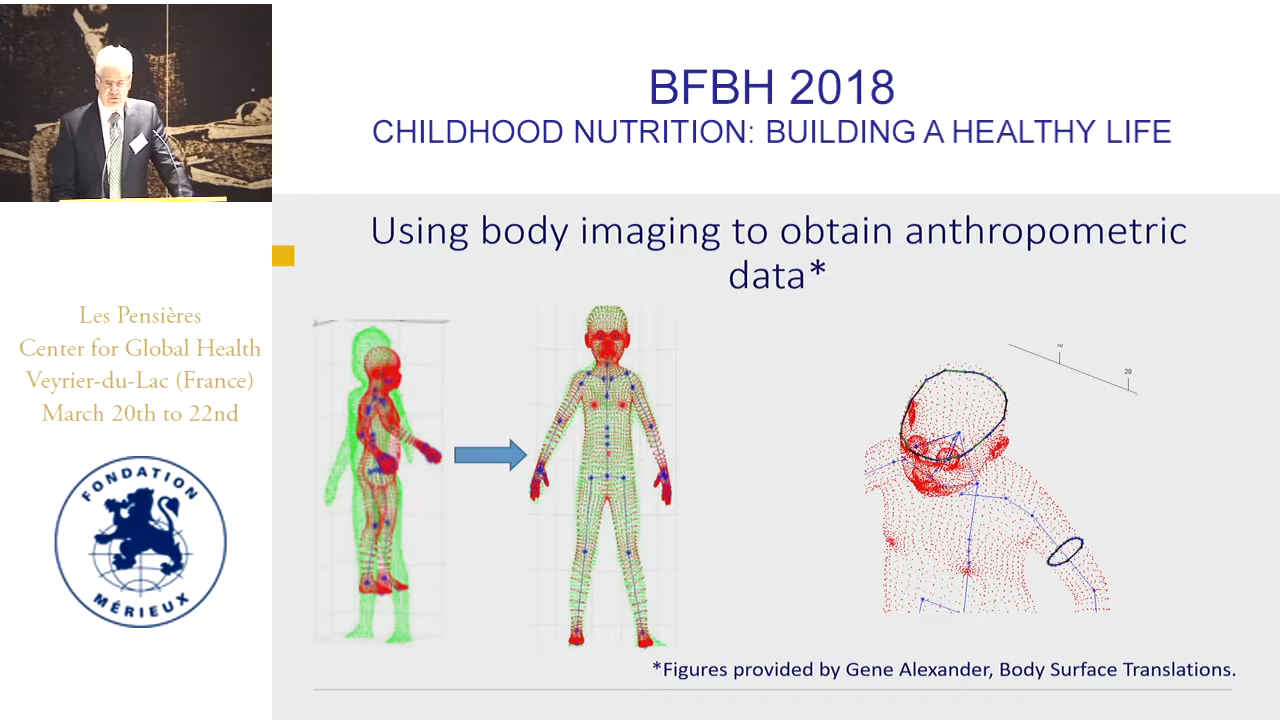 BFBH 2018
CHILDHOOD NUTRITION: BUILDING A HEALTHY LIFE
Using body imaging to obtain anthropometric
data*
Les Pensières
Center for Global Health
Veyrier-du-Lac (France)
March 20th to 22nd
FONDATION
MÉRIEUX
20
*Figures provided by Gene Alexander, Body Surface Translations.